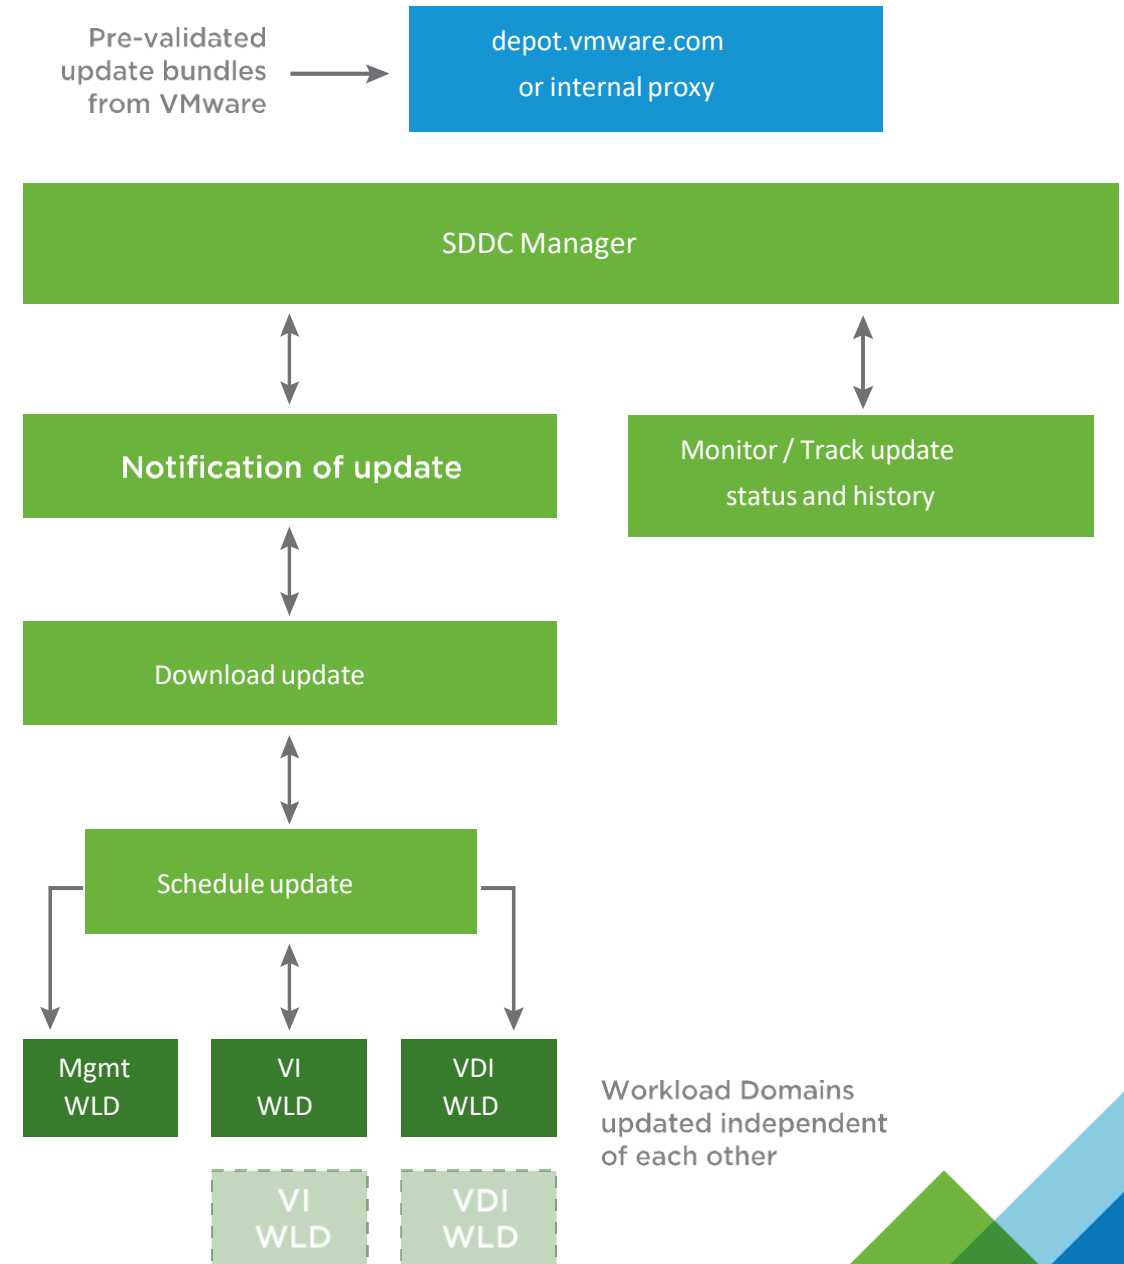 Pre-validated
update bundles
from VMware
depot.vmware.com
or internal proxy
SDDC Manager
Notification of update
Monitor / Track update
status and history
Download update
Schedule update
Mgmt
WLD
VI
WLD
VDI
WLD
Workload Domains
updated independent
of each other
VI
WLD
VDI
WLD